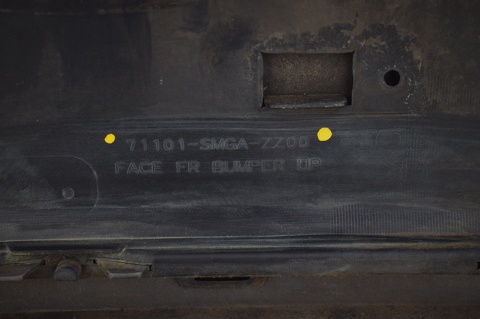 71101-SMGA-ZZ00
FACE FR BUMPER UP